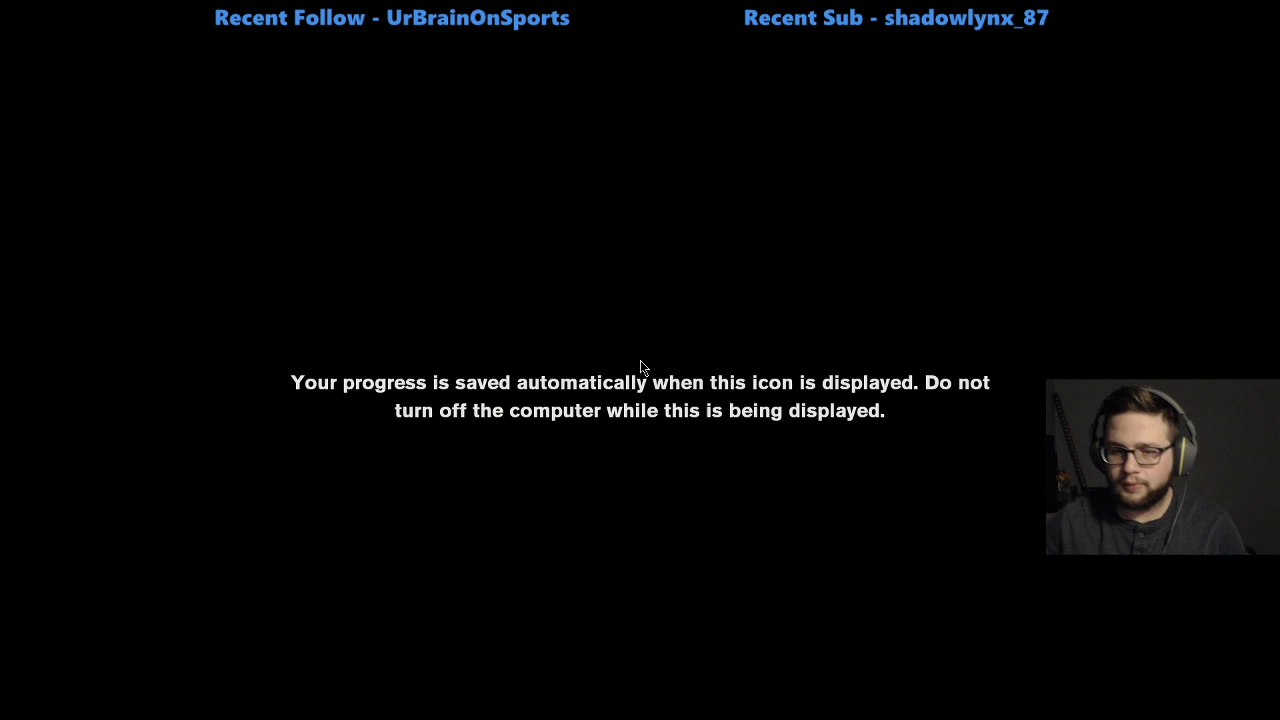 Recent Follow - UrBrainOnSports
Recent Sub - shadowlynx_87
Your progress is saved automatically when this icon is displayed. Do not
turn off the computer while this is being displayed.